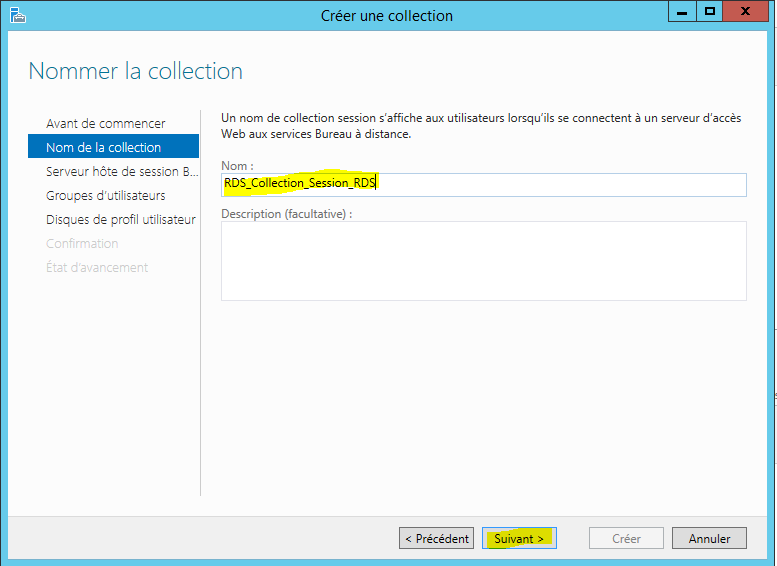 Créer une collection
Nommer la collection
Avant de commencer
Nom de la collection
Serveur hôte de session B...
Groupes d'utilisateurs
Disques de profil utilisateur
Confirmation
État d'avancement
Un nom de collection session s'affiche aux utilisateurs lorsqu'ils se connectent à un serveur d'accès
Web aux services Bureau à distance.
Nom :
RDS_Collection_Session_RDS
Description (facultative) :
< Précédent
Suivant >
Créer
Annuler